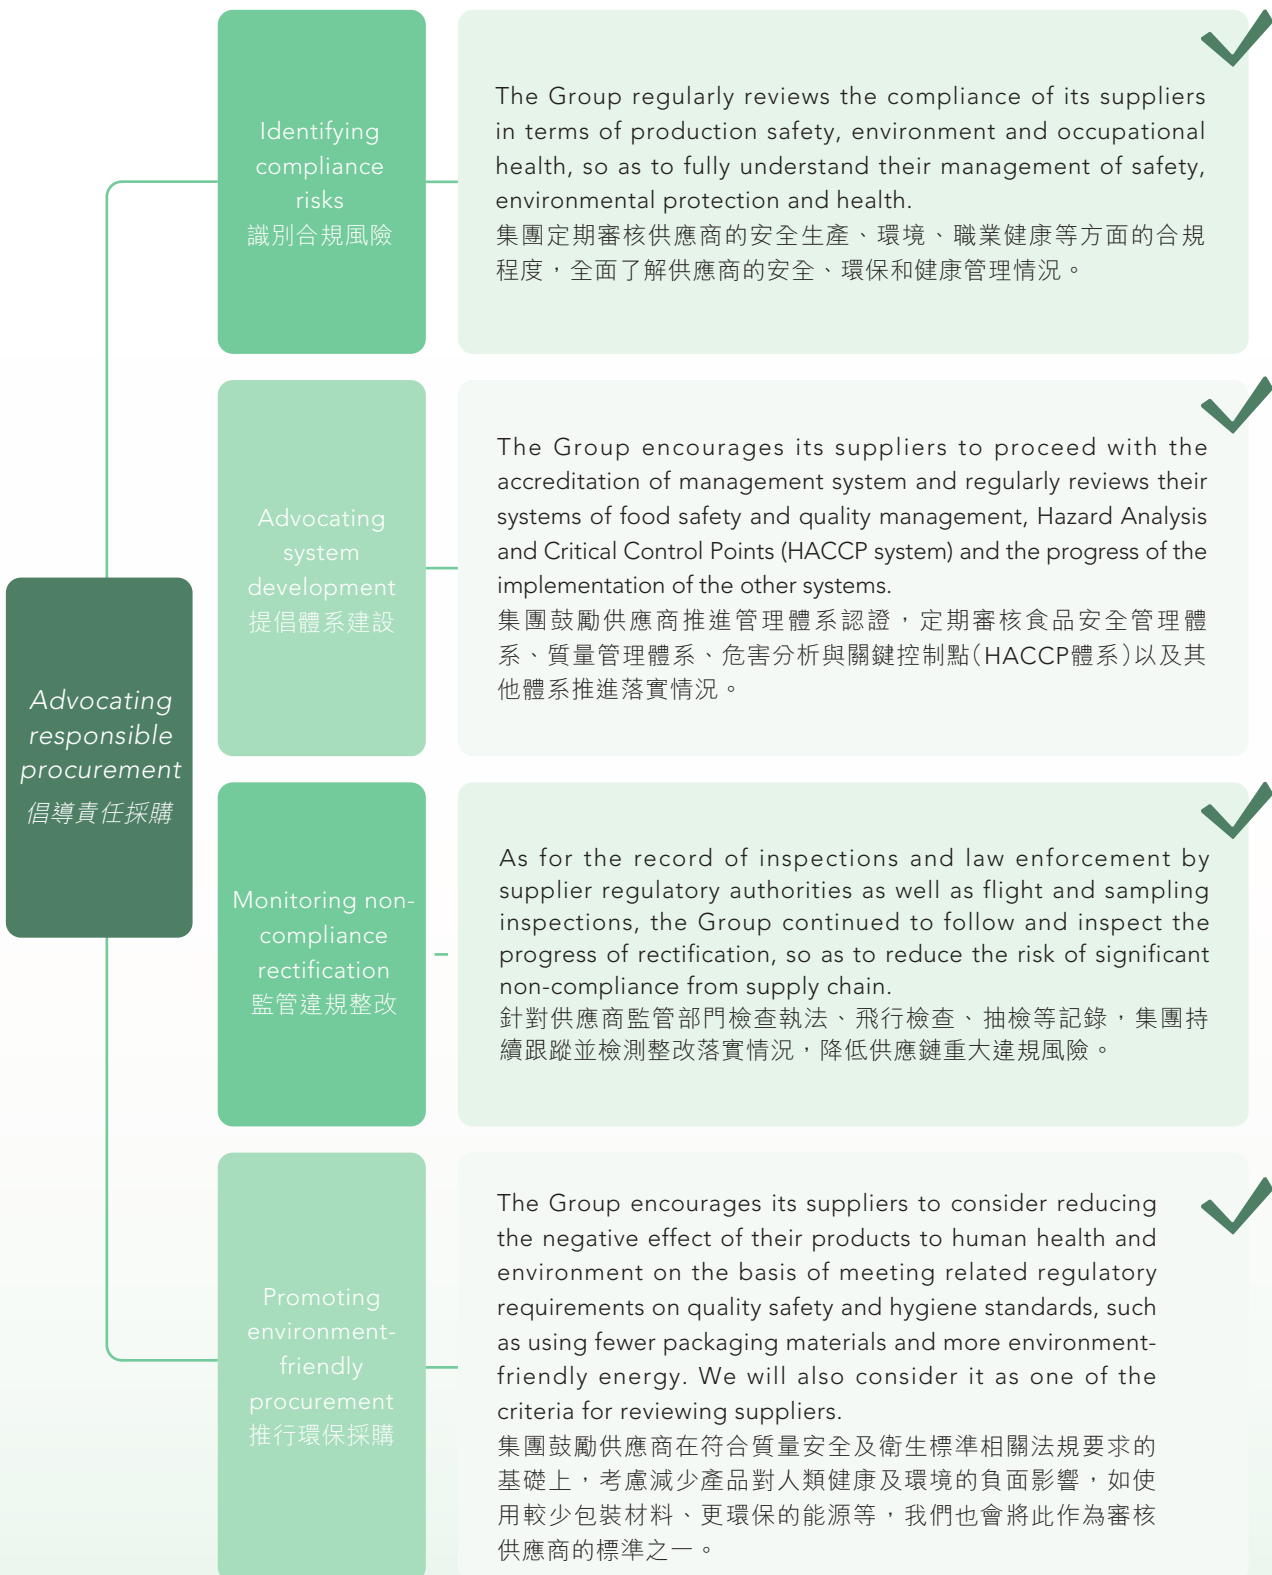 Advocating
responsible
procurement
倡導責任採購
Identifying
compliance
risks
識別合規風險
The Group regularly reviews the compliance of its suppliers
in terms of production safety, environment and occupational
health, so as to fully understand their management of safety,
environmental protection and health.
集團定期審核供應商的安全生產、環境、職業健康等方面的合規
程度，全面了解供應商的安全、環保和健康管理情況。
Advocating
system
development
提倡體系建設
The Group encourages its suppliers to proceed with the
accreditation of management system and regularly reviews their
systems of food safety and quality management, Hazard Analysis
and Critical Control Points (HACCP system) and the progress of the
implementation of the other systems.
集團鼓勵供應商推進管理體系認證，定期審核食品安全管理體
系、質量管理體系、危害分析與關鍵控制點（HACCP體系）以及其
他體系推進落實情況。
Monitoring non-
compliance
rectification
監管違規整改
As for the record of inspections and law enforcement by
supplier regulatory authorities as well as flight and sampling
inspections, the Group continued to follow and inspect the
progress of rectification, so as to reduce the risk of significant
non-compliance from supply chain.
針對供應商監管部門檢查執法、飛行檢查、抽檢等記錄，集團持
續跟蹤並檢測整改落實情況，降低供應鏈重大違規風險。
Promoting
environment-
friendly
procurement
推行環保採購
The Group encourages its suppliers to consider reducing
the negative effect of their products to human health and
environment on the basis of meeting related regulatory
requirements on quality safety and hygiene standards, such
as using fewer packaging materials and more environment-
friendly energy. We will also consider it as one of the
criteria for reviewing suppliers.
集團鼓勵供應商在符合質量安全及衛生標準相關法規要求的
基礎上，考慮減少產品對人類健康及環境的負面影響，如使
用較少包裝材料、更環保的能源等，我們也會將此作為審核
供應商的標準之一。